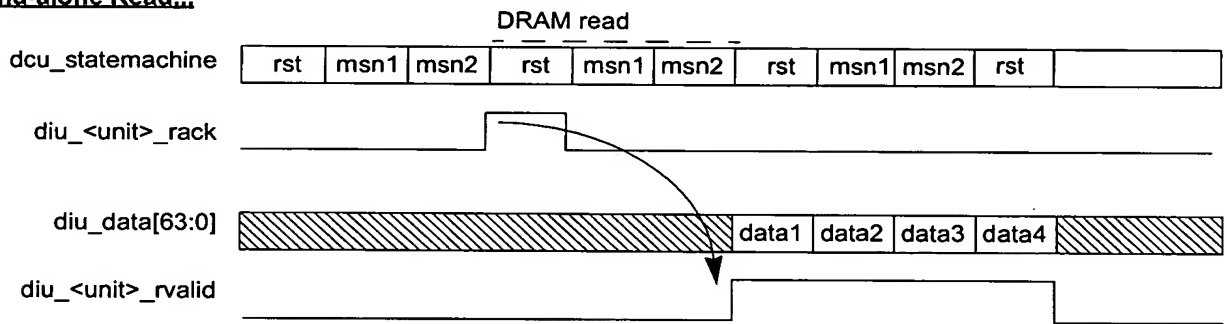 DRAM read
dcu_statemachine rst msn1 msn2 rst msn1 msn2 rst msn1 msn2 rst
diu_<unit>_rack
diu_data[63:0] data1 data2 data3 data4
diu_<unit>_rvalid